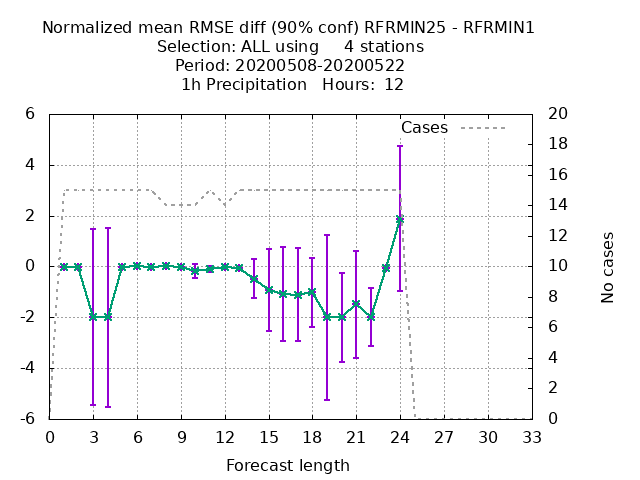 Normalized mean RMSE diff (90% conf) RFRMIN25 - RFRMIN1
Selection: ALL using     4 stations
Period: 20200508-20200522
1h Precipitation   Hours:  12
Cases
6
4
2
0
-2
-4
-6
20
18
16
14
12
10
8
6
4
2
0
No cases
0 3 6 9 12 15 18 21 24 27 30 33
Forecast length